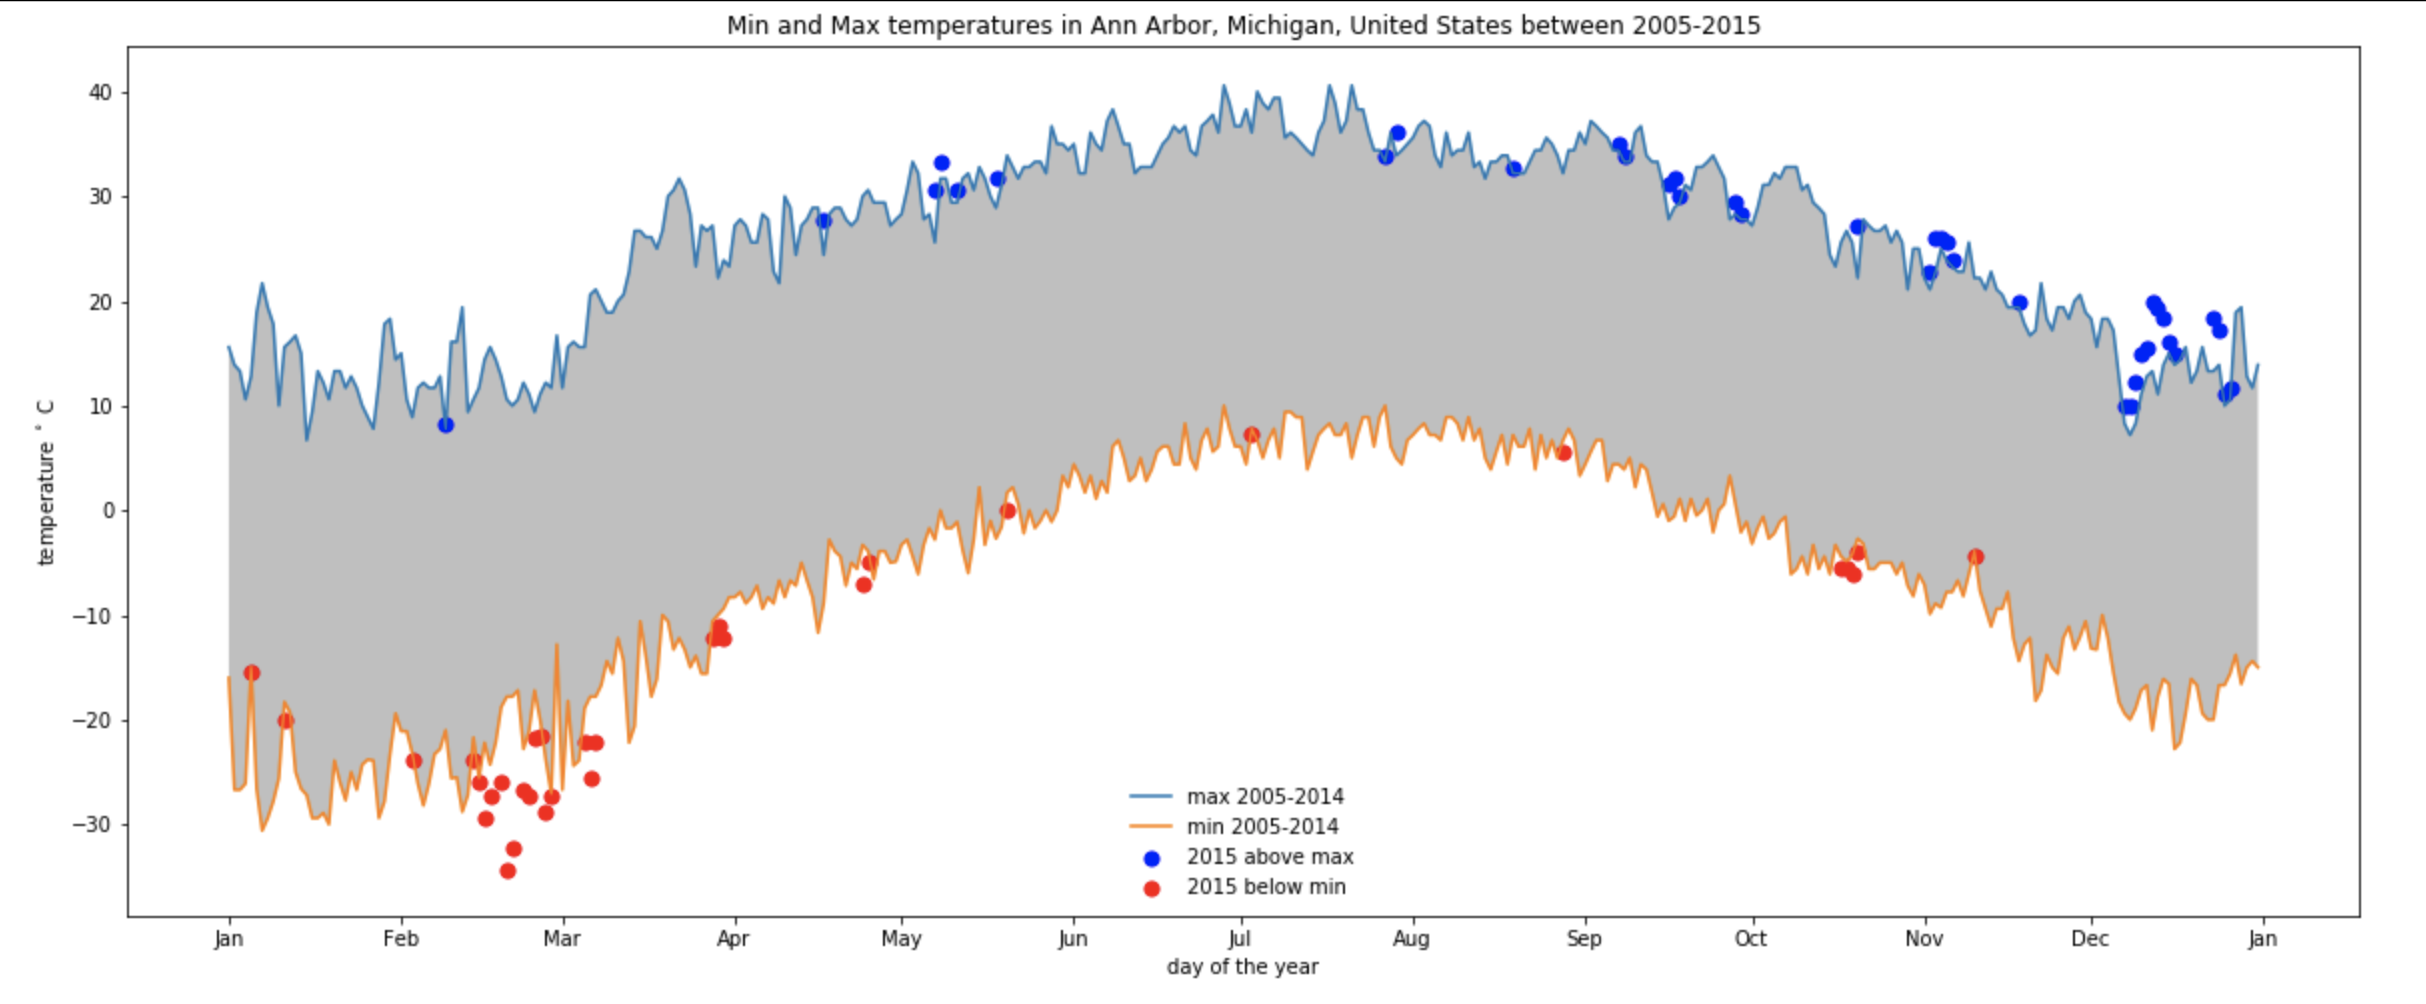 Min and Max temperatures in Ann Arbor, Michigan, United States between 2005-2015
temperature ˚ C
40
30
20
10
0
−10
−20
−30
max 2005-2014
min 2005-2014
2015 above max
2015 below min
Jan Feb Mar Apr May Jun Jul Aug Sep Oct Nov Dec Jan
day of the year